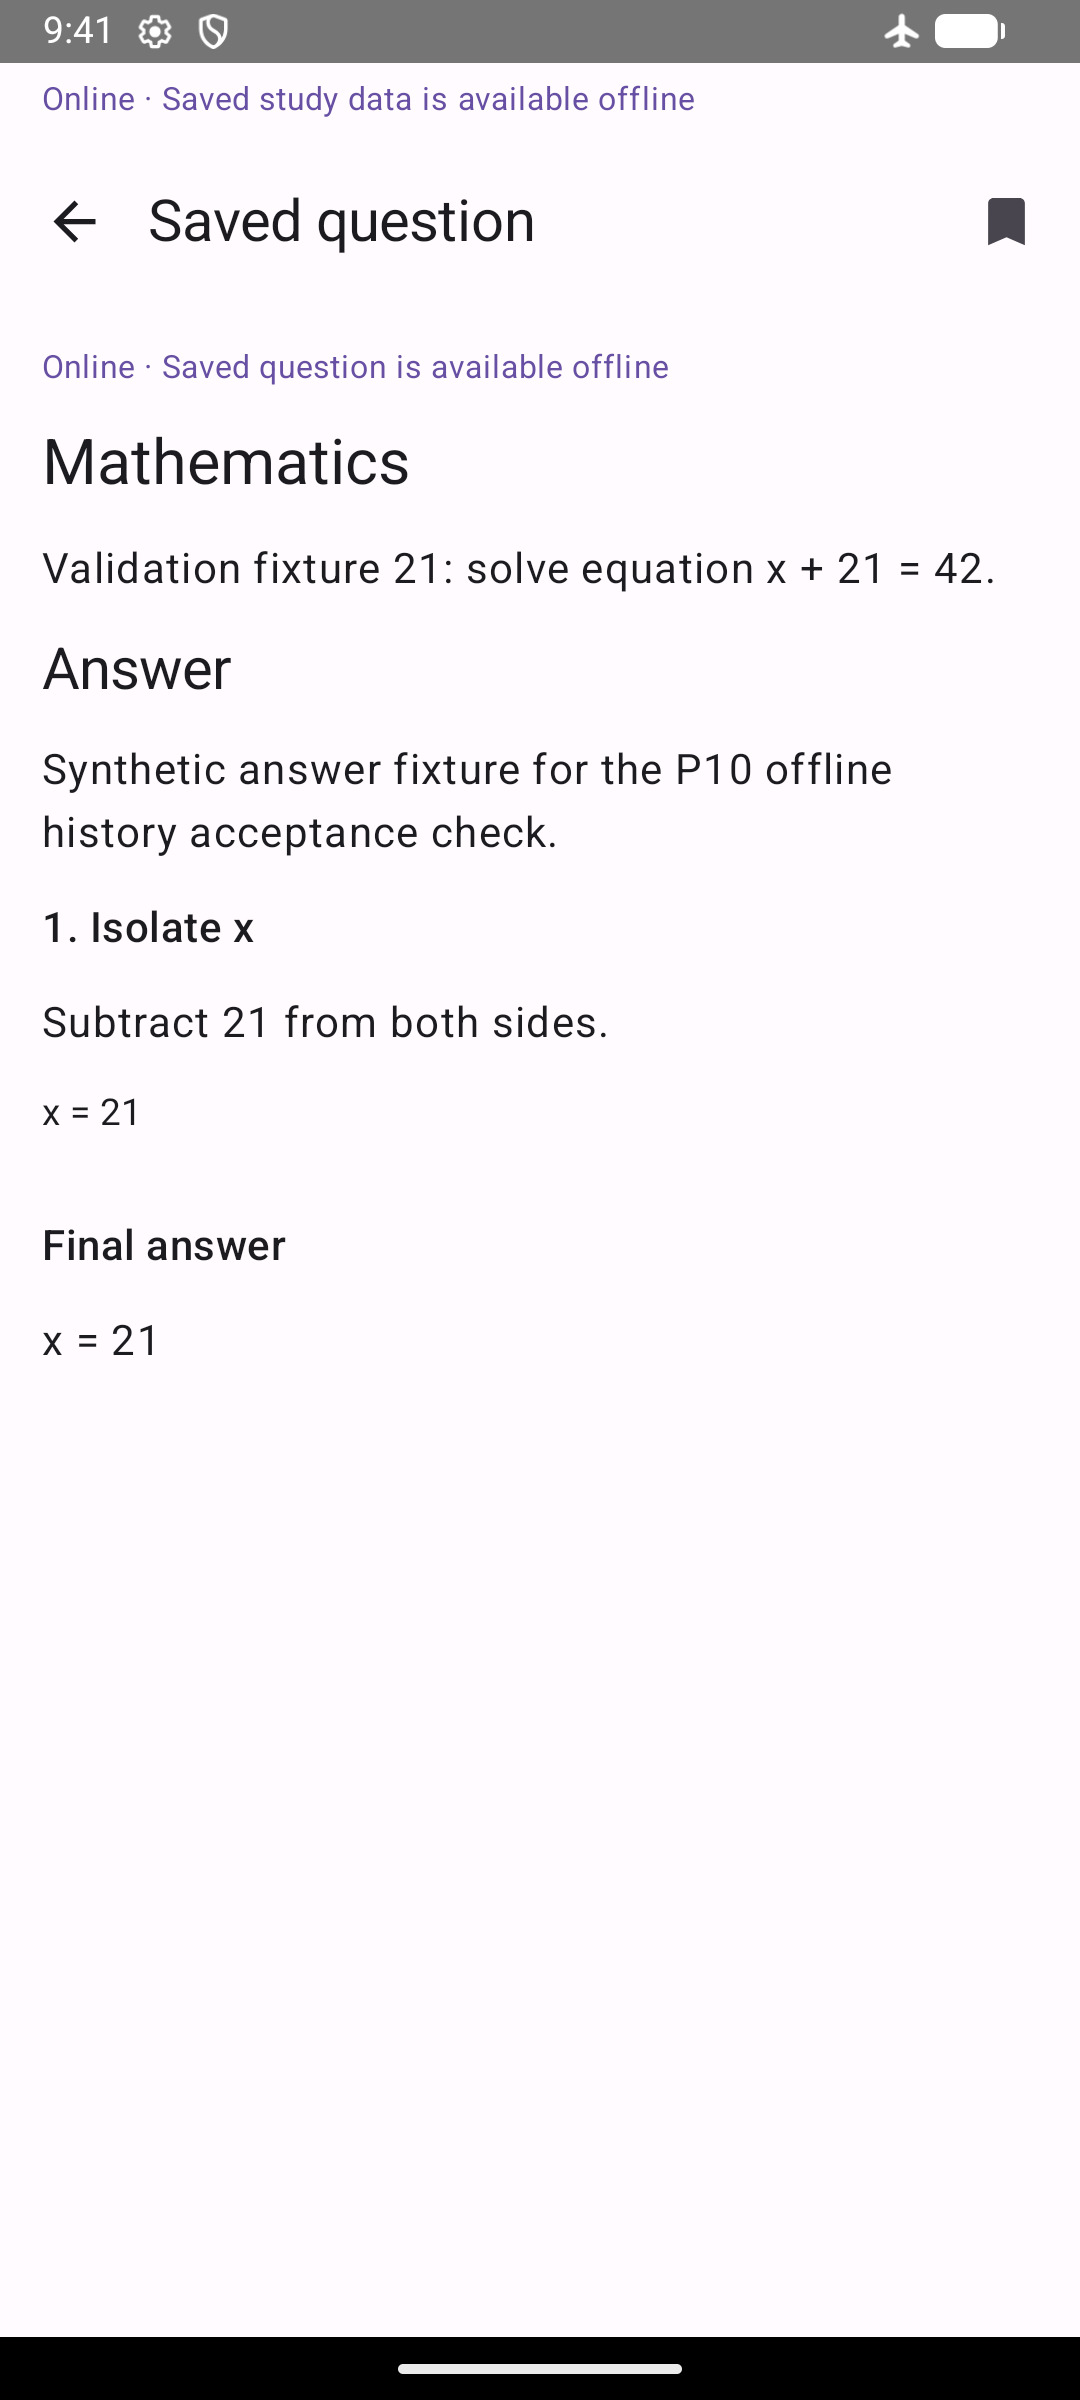 9:41
Online · Saved study data is available offline
Saved question
Online · Saved question is available offline
Mathematics
Validation fixture 21: solve equation x + 21 = 42.
Answer
Synthetic answer fixture for the P10 offline
history acceptance check.
1. Isolate x
Subtract 21 from both sides.
x = 21
Final answer
x = 21